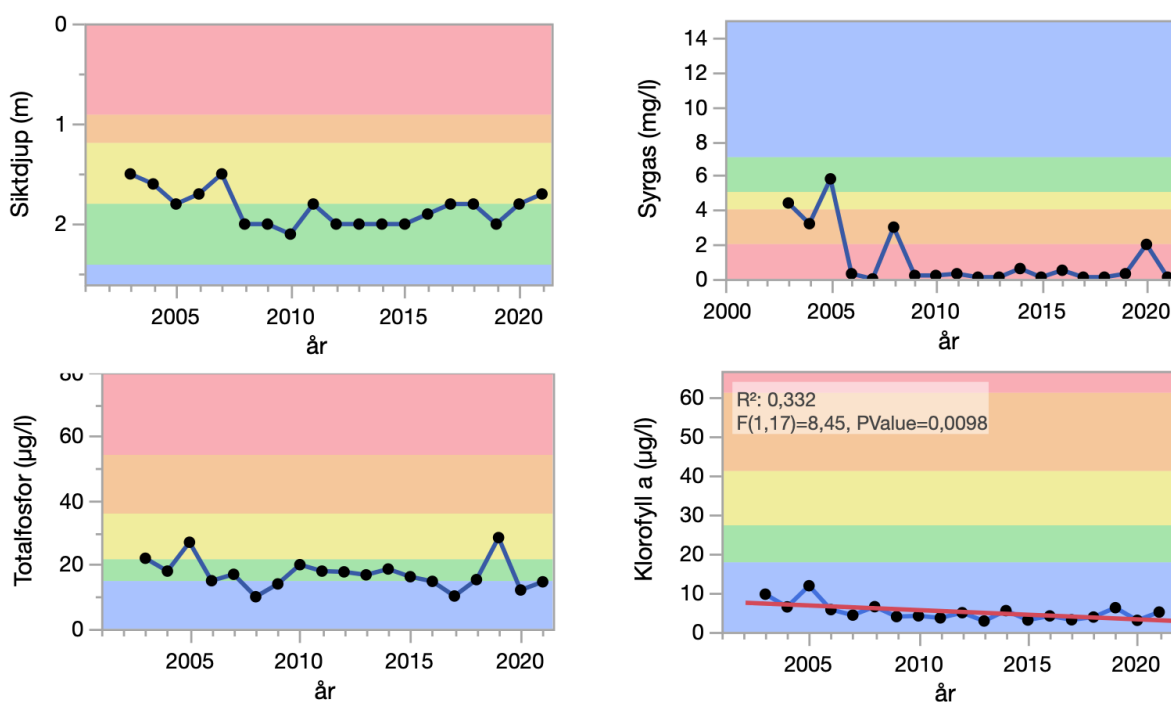 Siktdjup (m)
0
1
2
2005 2010 2015 2020
år
Syrgas (mg/l)
14
12
10
8
6
4
2
0
2000 2005 2010 2015 2020
år
Totalfosfor (µg/l)
80
60
40
20
0
2005 2010 2015 2020
år
Klorofyll a (µg/l)
60
50
40
30
20
10
0
R²: 0,332
F(1,17)=8,45, PValue=0,0098
2005 2010 2015 2020
år